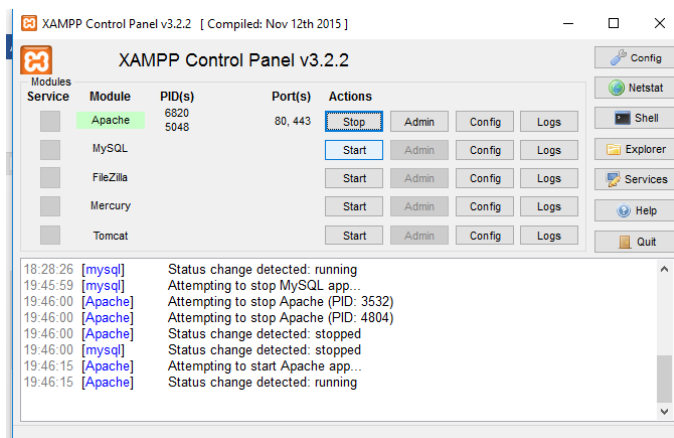 XAMPP Control Panel v3.2.2 [ Compiled: Nov 12th 2015 ]
XAMPP Control Panel v3.2.2
Config
Modules
Service Module PID(s) Port(s) Actions
Netstat
Apache 6820 5048 80, 443 Stop Admin Config Logs
Shell
MySQL Start Admin Config Logs
Explorer
FileZilla Start Admin Config Logs
Services
Mercury Start Admin Config Logs
Help
Tomcat Start Admin Config Logs
Quit
18:28:26 [mysql] Status change detected: running
19:45:59 [mysql] Attempting to stop MySQL app...
19:46:00 [Apache] Attempting to stop Apache (PID: 3532)
19:46:00 [Apache] Attempting to stop Apache (PID: 4804)
19:46:00 [Apache] Status change detected: stopped
19:46:00 [mysql] Status change detected: stopped
19:46:15 [Apache] Attempting to start Apache app...
19:46:15 [Apache] Status change detected: running